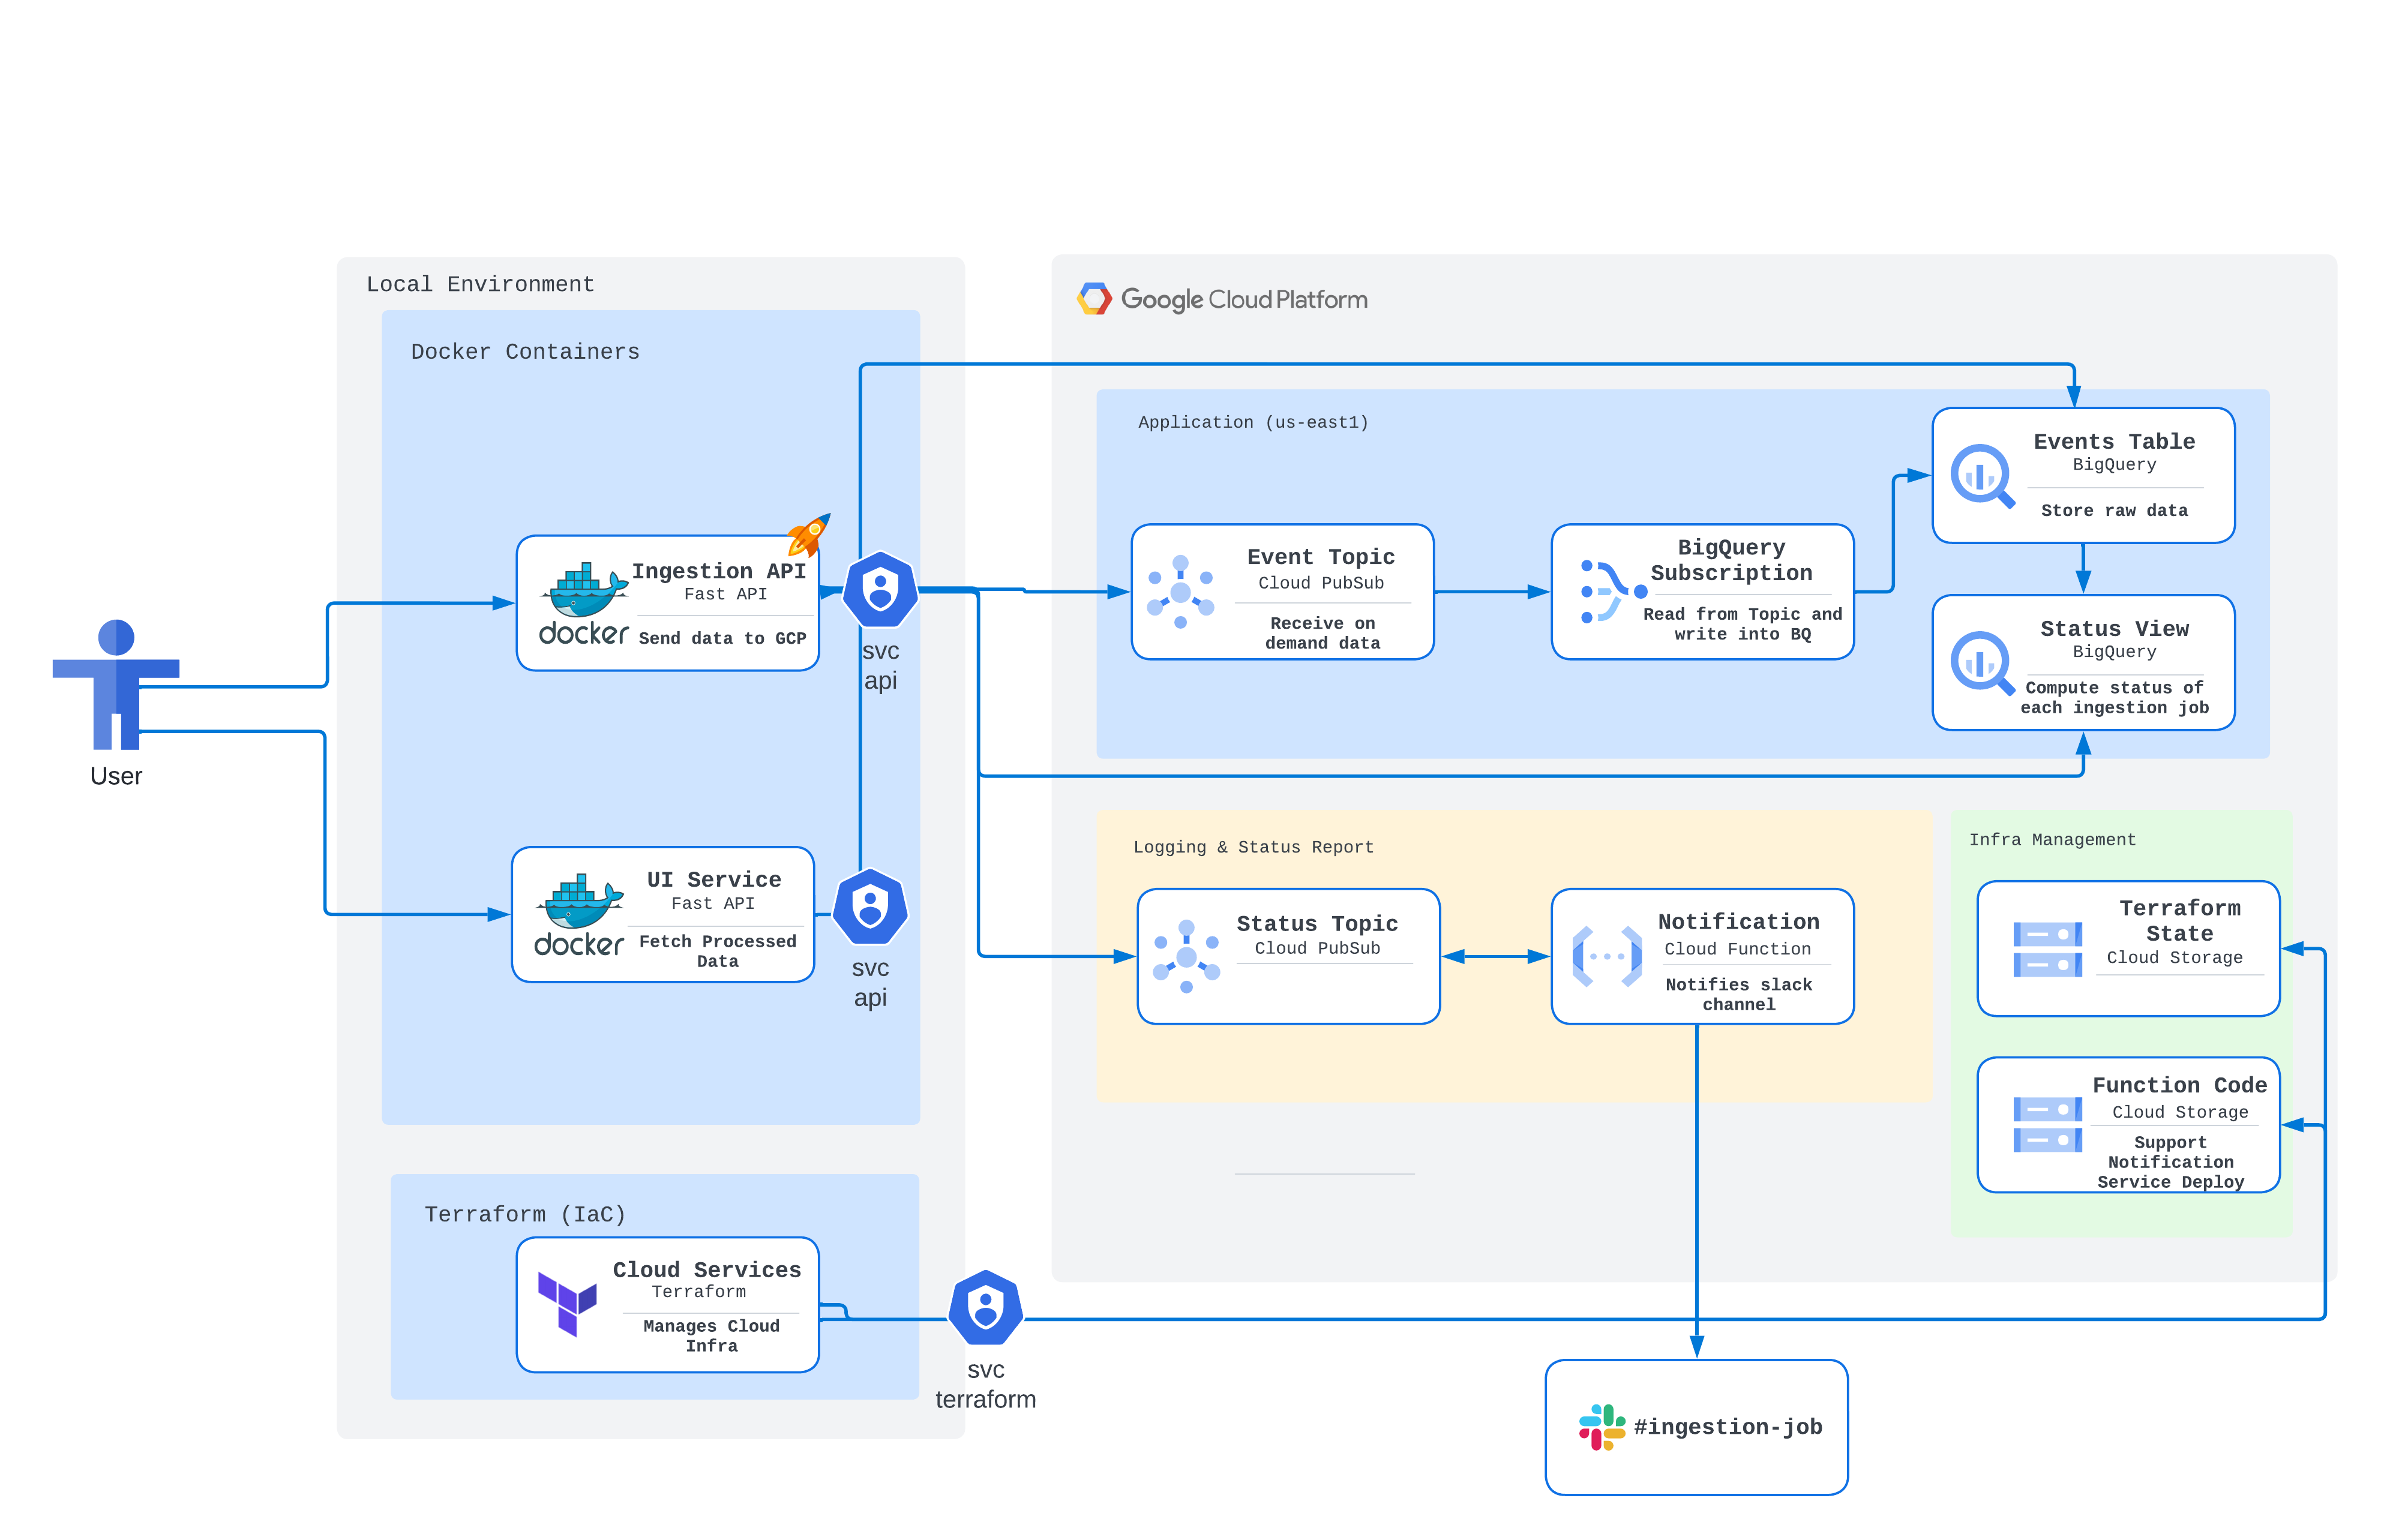 Local Environment
Docker Containers
Ingestion API
Fast API
Send data to GCP
docker
svc
api
User
UI Service
Fast API
Fetch Processed
Data
docker
svc
api
Terraform (IaC)
Cloud Services
Terraform
Manages Cloud
Infra
svc
terraform
Google Cloud Platform
Application (us-east1)
Event Topic
Cloud PubSub
Receive on
demand data
BigQuery
Subscription
Read from Topic and
write into BQ
Events Table
BigQuery
Store raw data
Status View
BigQuery
Compute status of
each ingestion job
Logging & Status Report
Status Topic
Cloud PubSub
Notification
Cloud Function
Notifies slack
channel
Infra Management
Terraform
State
Cloud Storage
Function Code
Cloud Storage
Support
Notification
Service Deploy
#ingestion-job